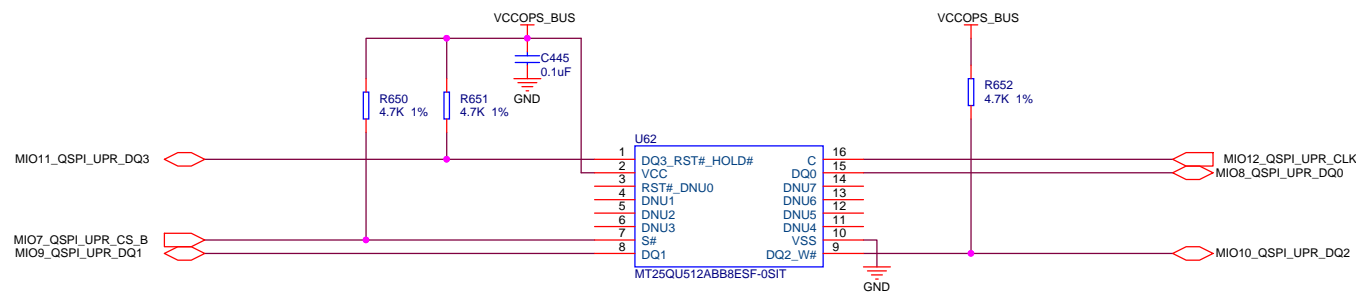 VCCOPS_BUS
VCCOPS_BUS
C445
0.1uF
GND
R650
4.7K 1%
R651
4.7K 1%
R652
4.7K 1%
U62
MIO11_QSPI_UPR_DQ3
1 DQ3_RST#_HOLD#
2 VCC
3 RST#_DNU0
4 DNU1
5 DNU2
6 DNU3
MIO7_QSPI_UPR_CS_B
7 S#
MIO9_QSPI_UPR_DQ1
8 DQ1
C 16
MIO12_QSPI_UPR_CLK
DQ0 15
MIO8_QSPI_UPR_DQ0
DNU7 14
DNU6 13
DNU5 12
DNU4 11
VSS 10
DQ2_W# 9
MIO10_QSPI_UPR_DQ2
MT25QU512ABB8ESF-0SIT
GND